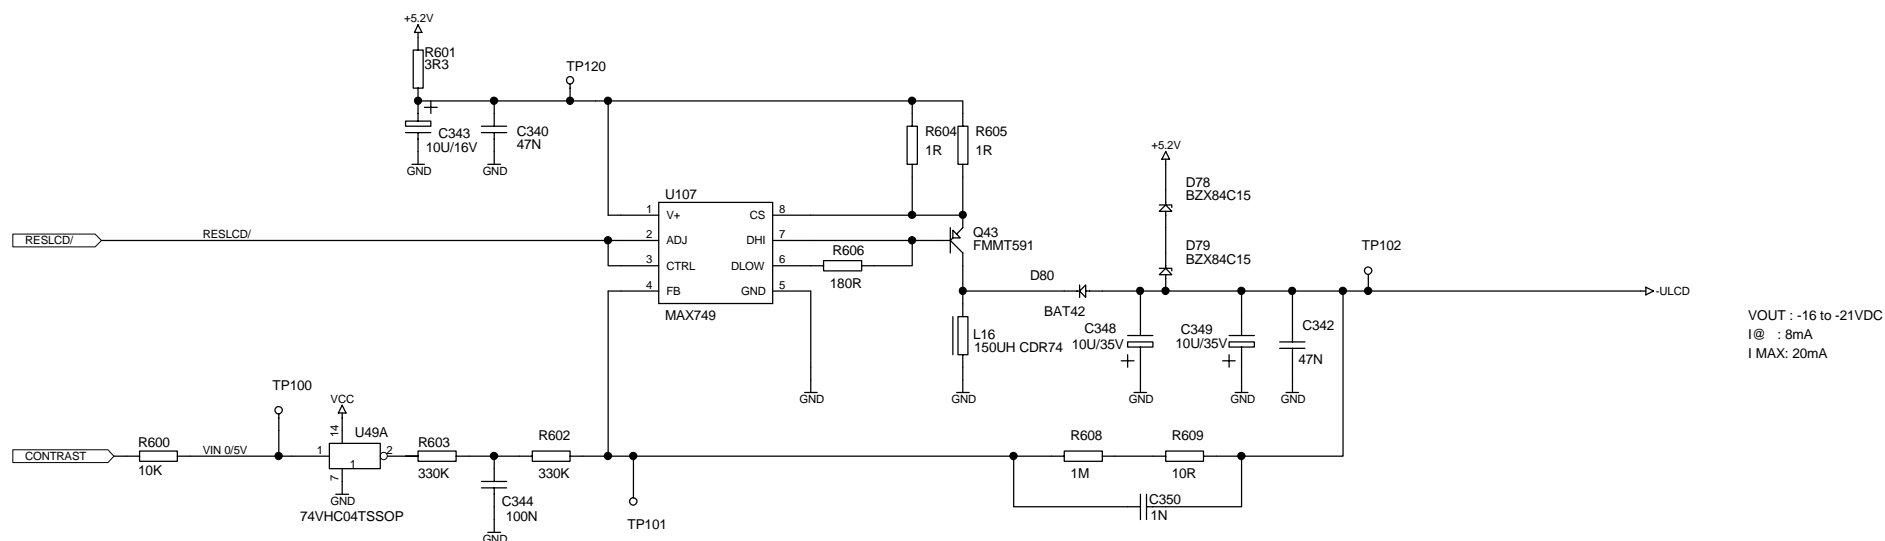 +5.2V
R601
3R3
TP120
+
C343
10U/16V
C340
47N
GND
GND
R604
1R
R605
1R
+5.2V
D78
BZX84C15
U107
1
V+
CS
8
RESLCD/
RESLCD/
2
ADJ
DHI
7
Q43
FMMT591
D79
BZX84C15
TP102
3
CTRL
DLOW
6
R606
180R
4
FB
GND
5
MAX749
D80
BAT42
-ULCD
L16
150UH CDR74
C348
10U/35V
+
C349
10U/35V
+
C342
47N
VOUT : -16 to -21VDC
I@ : 8mA
I MAX: 20mA
GND
GND
GND
GND
GND
TP100
VCC
14
U49A
CONTRAST
R600
10K
VIN 0/5V
1
1
2
7
GND
74VHC04TSSOP
R603
330K
R602
330K
C344
100N
GND
TP101
R608
1M
R609
10R
C350
1N